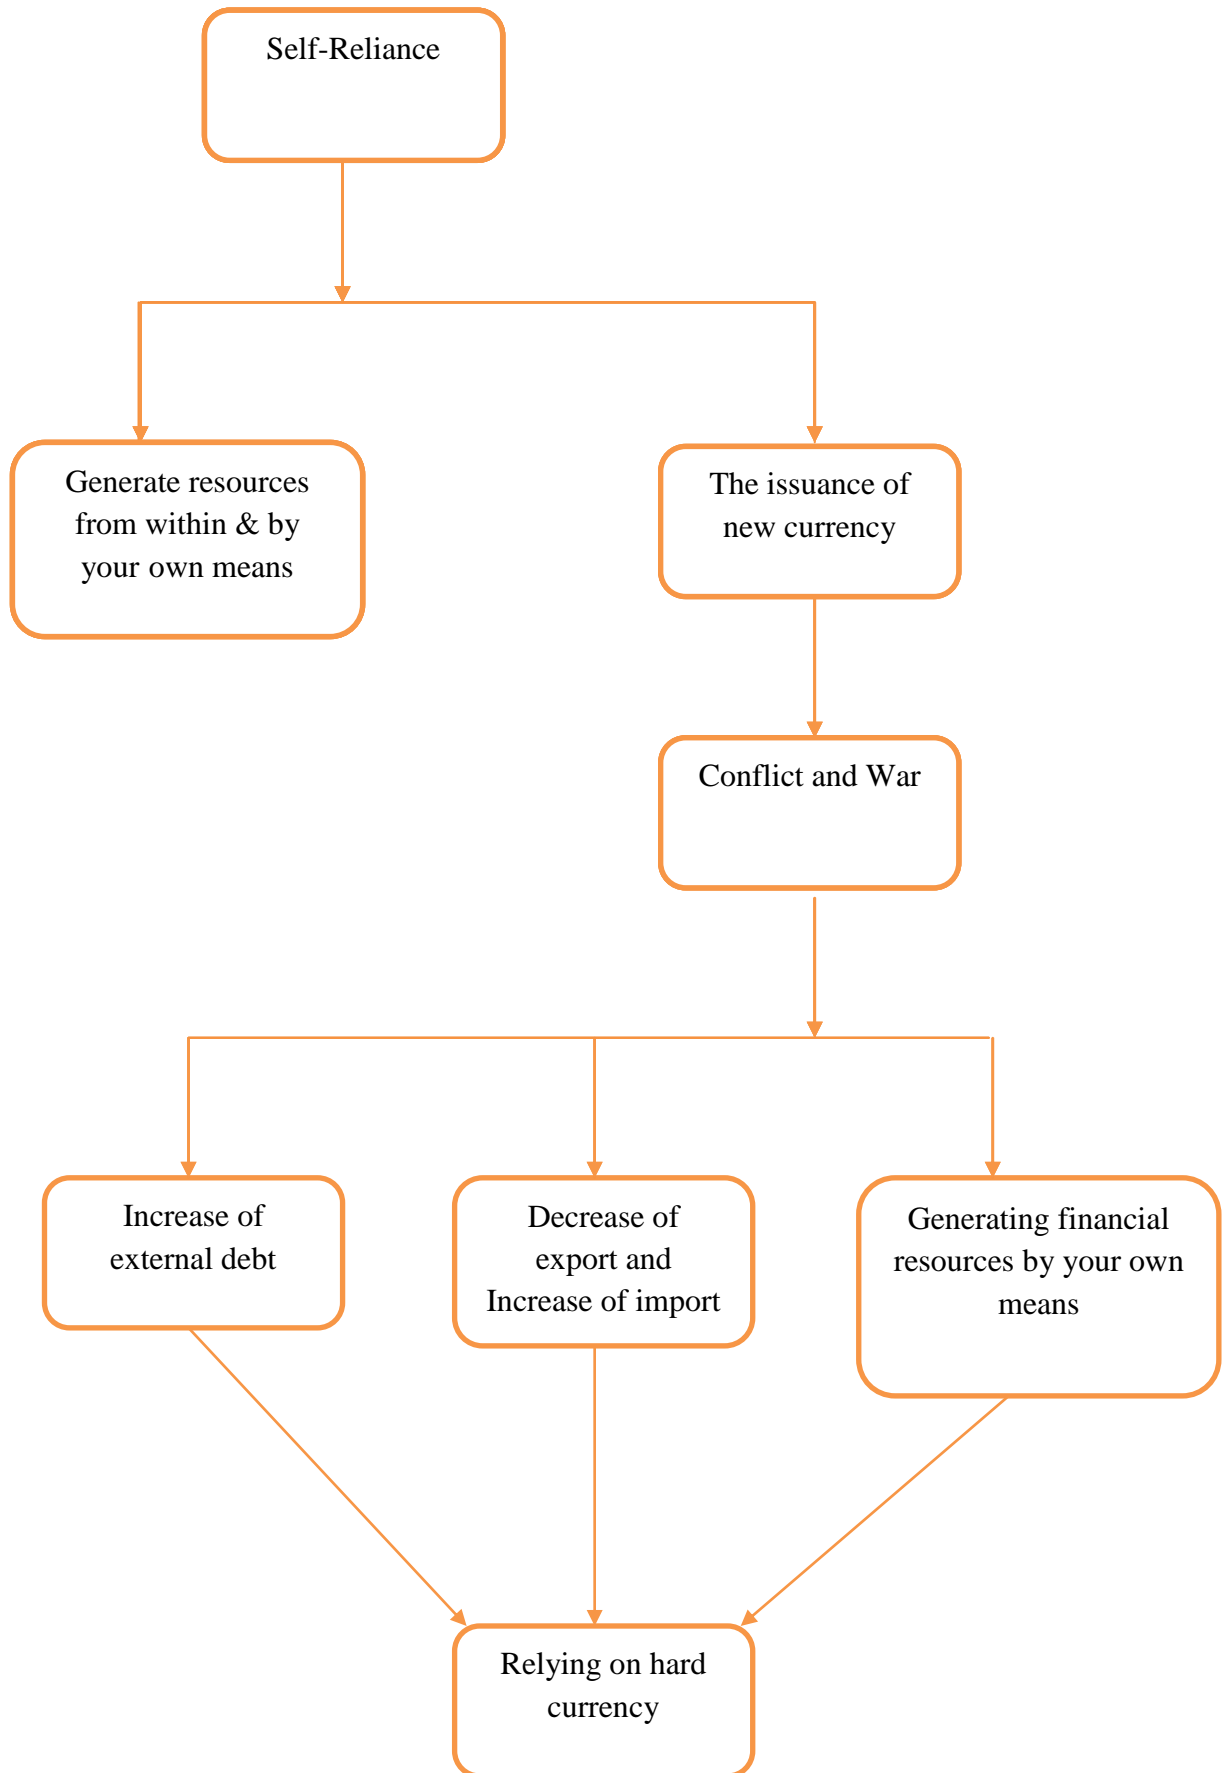 Self-Reliance
Generate resources
from within & by
your own means
The issuance of
new currency
Conflict and War
Increase of
external debt
Decrease of
export and
Increase of import
Generating financial
resources by your own
means
Relying on hard
currency